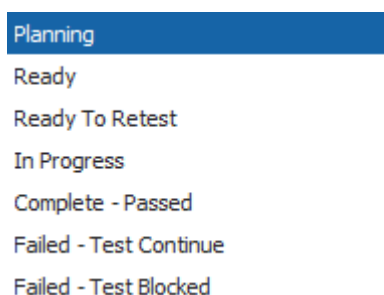 Planning
Ready
Ready To Retest
In Progress
Complete - Passed
Failed - Test Continue
Failed - Test Blocked